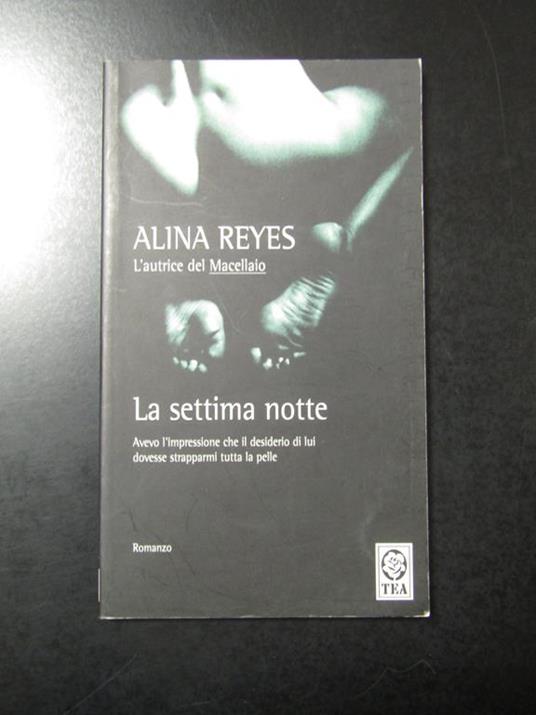 ALINA REYES
L'autrice del Macellaio
La settima notte
Avevo l'impressione che il desiderio di lui
dovesse strapparmi tutta la pelle
Romanzo
TEA